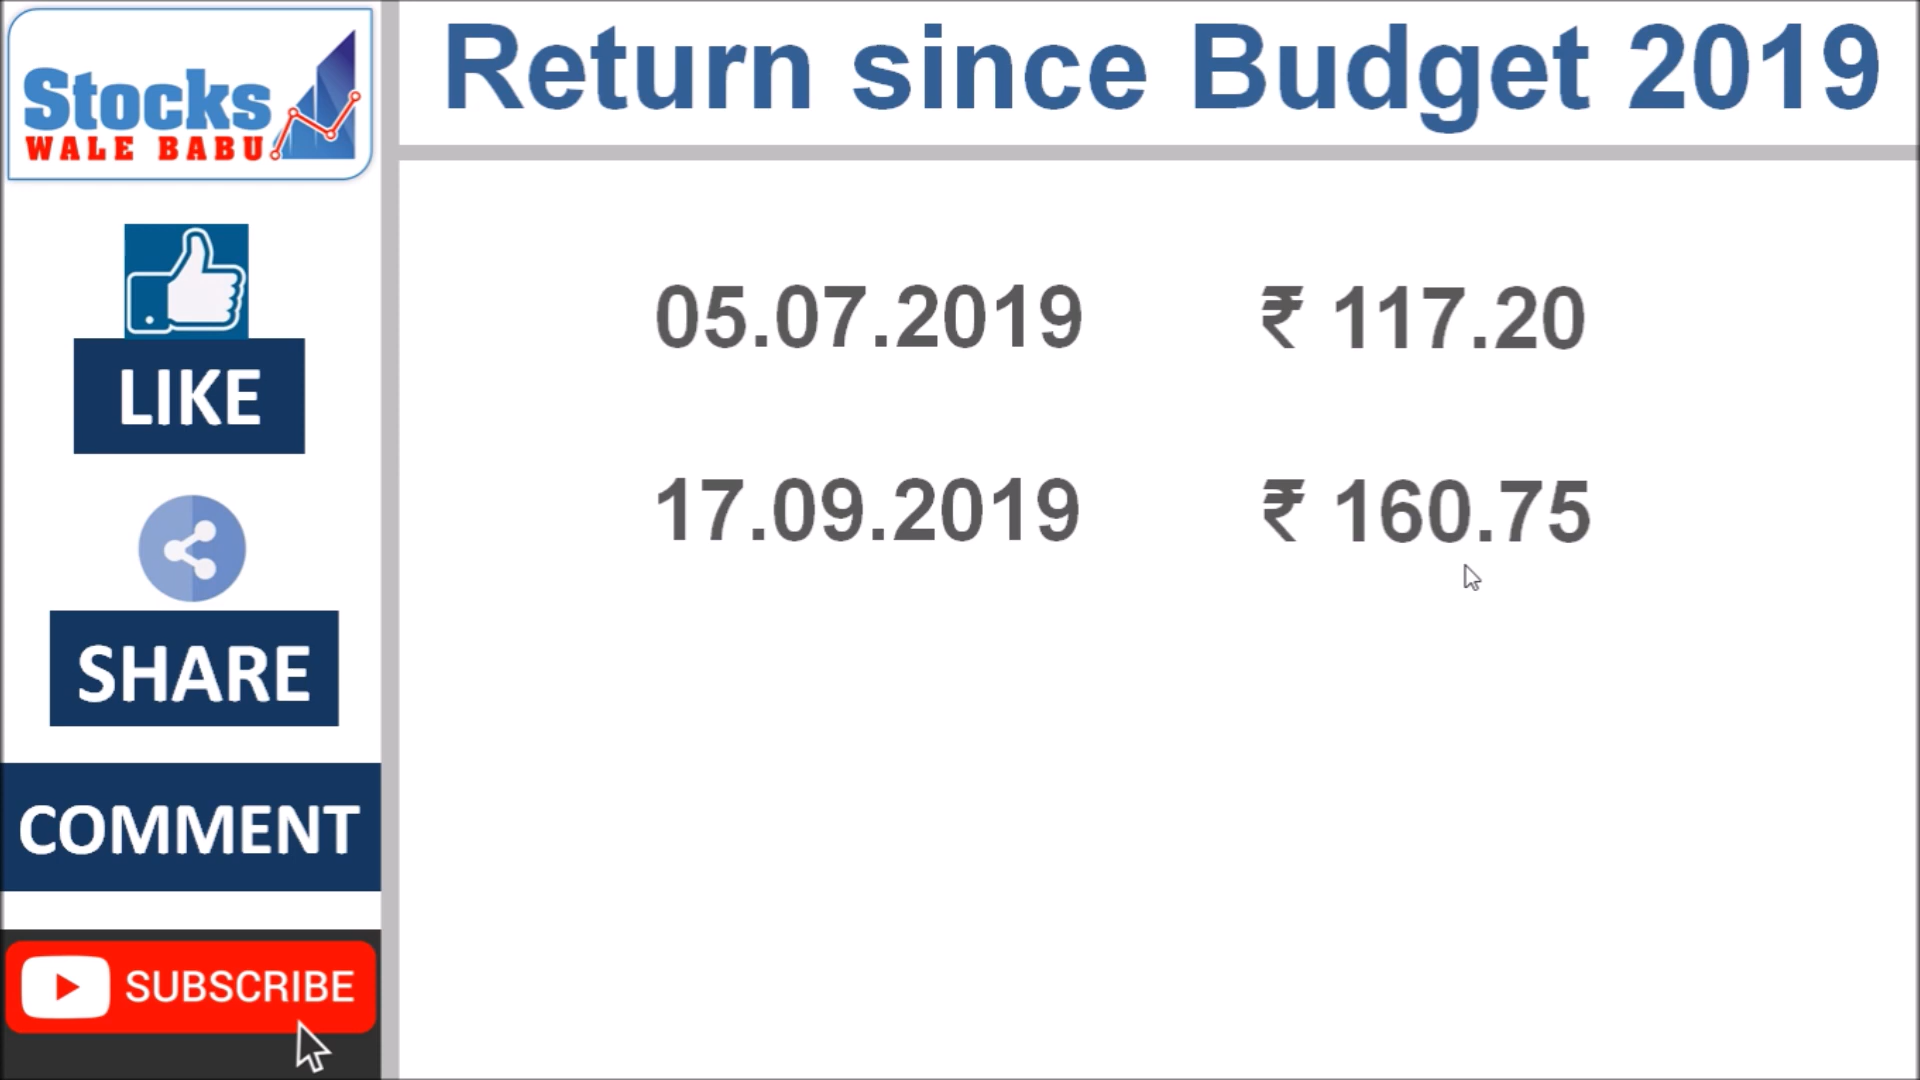 Stocks
WALE BABU
Return since Budget 2019
LIKE
SHARE
COMMENT
SUBSCRIBE
05.07.2019 ₹ 117.20
17.09.2019 ₹ 160.75